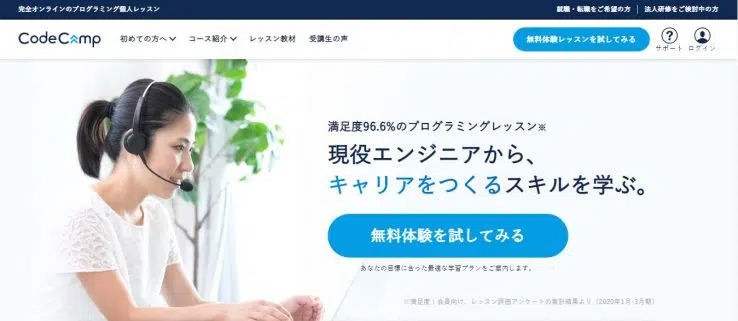 完全オンラインのプログラミング個人レッスン
就職・転職をご希望の方
法人研修をご検討中の方
CodeCamp
初めての方へ
コース紹介
レッスン教材
受講生の声
無料体験レッスンを試してみる
サポート
ログイン
満足度96.6%のプログラミングレッスン※
現役エンジニアから、
キャリアをつくるスキルを学ぶ。
無料体験を試してみる
あなたの目標に合った最適な学習プランをご案内します。
※満足度:会員向け、レッスン評価アンケートの集計結果より(2020年1月-3月期)